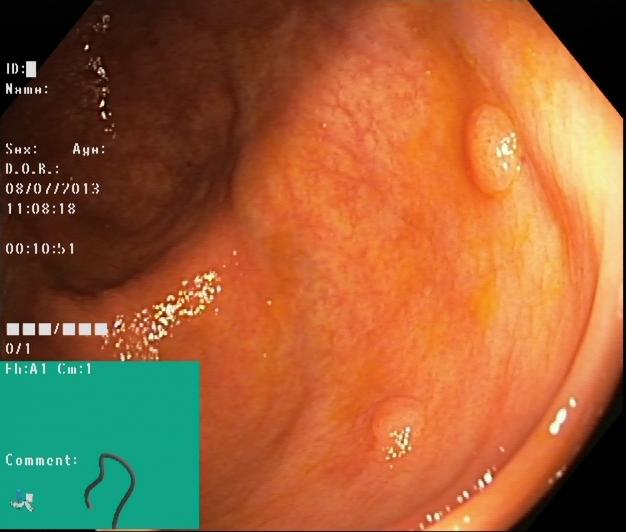 ID:
Name:
Sex: Age:
D.O.B.:
08/07/2013
11:08:18
00:10:51
0/1
Eh:A1 Cm:1
Comment: